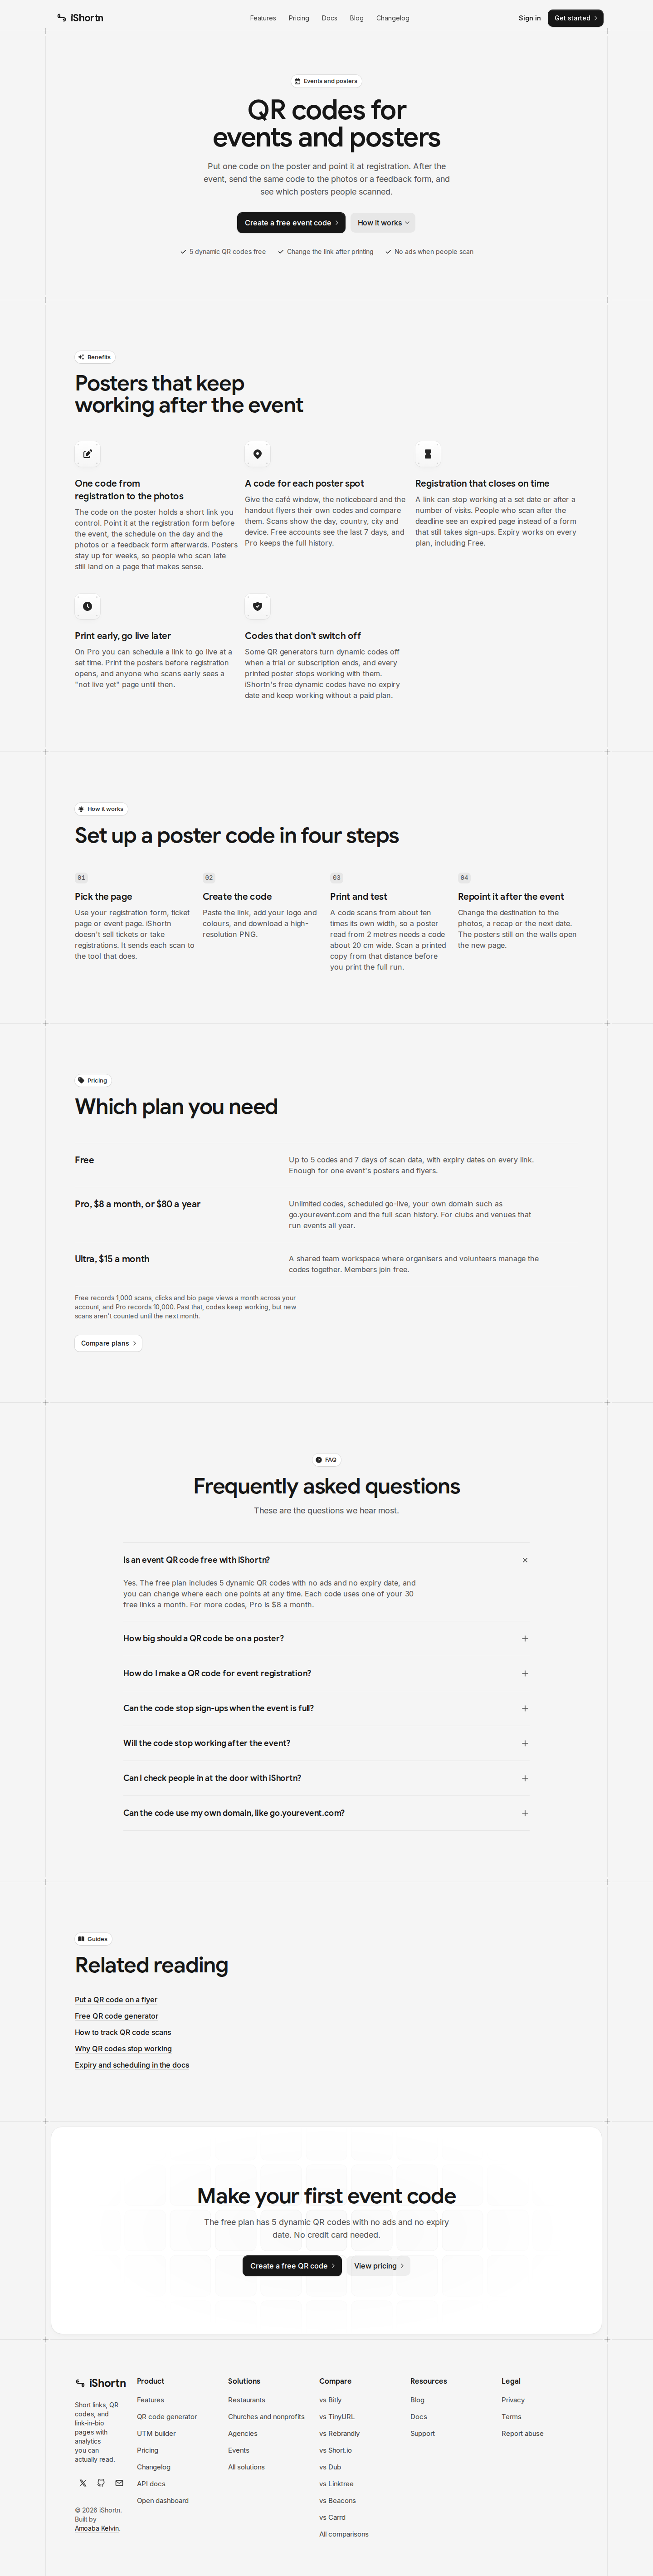 iShortn
Features
Pricing
Docs
Blog
Changelog
Sign in
Get started
Events and posters
QR codes for
events and posters
Put one code on the poster and point it at registration. After the
event, send the same code to the photos or a feedback form, and
see which posters people scanned.
Create a free event code
How it works
5 dynamic QR codes free
Change the link after printing
No ads when people scan
Benefits
Posters that keep
working after the event
One code from
registration to the photos
The code on the poster holds a short link you
control. Point it at the registration form before
the event, the schedule on the day and the
photos or a feedback form afterwards. Posters
stay up for weeks, so people who scan late
still land on a page that makes sense.
A code for each poster spot
Give the café window, the noticeboard and the
handout flyers their own codes and compare
them. Scans show the day, country, city and
device. Free accounts see the last 7 days, and
Pro keeps the full history.
Registration that closes on time
A link can stop working at a set date or after a
number of visits. People who scan after the
deadline see an expired page instead of a form
that still takes sign-ups. Expiry works on every
plan, including Free.
Print early, go live later
On Pro you can schedule a link to go live at a
set time. Print the posters before registration
opens, and anyone who scans early sees a
"not live yet" page until then.
Codes that don't switch off
Some QR generators turn dynamic codes off
when a trial or subscription ends, and every
printed poster stops working with them.
iShortn's free dynamic codes have no expiry
date and keep working without a paid plan.
How it works
Set up a poster code in four steps
01
Pick the page
Use your registration form, ticket
page or event page. iShortn
doesn't sell tickets or take
registrations. It sends each scan to
the tool that does.
02
Create the code
Paste the link, add your logo and
colours, and download a high-
resolution PNG.
03
Print and test
A code scans from about ten
times its own width, so a poster
read from 2 metres needs a code
about 20 cm wide. Scan a printed
copy from that distance before
you print the full run.
04
Repoint it after the event
Change the destination to the
photos, a recap or the next date.
The posters still on the walls open
the new page.
Pricing
Which plan you need
Free
Up to 5 codes and 7 days of scan data, with expiry dates on every link.
Enough for one event's posters and flyers.
Pro, $8 a month, or $80 a year
Unlimited codes, scheduled go-live, your own domain such as
go.yourevent.com and the full scan history. For clubs and venues that
run events all year.
Ultra, $15 a month
A shared team workspace where organisers and volunteers manage the
codes together. Members join free.
Free records 1,000 scans, clicks and bio page views a month across your
account, and Pro records 10,000. Past that, codes keep working, but new
scans aren't counted until the next month.
Compare plans
FAQ
Frequently asked questions
These are the questions we hear most.
Is an event QR code free with iShortn?
Yes. The free plan includes 5 dynamic QR codes with no ads and no expiry date, and
you can change where each one points at any time. Each code uses one of your 30
free links a month. For more codes, Pro is $8 a month.
How big should a QR code be on a poster?
How do I make a QR code for event registration?
Can the code stop sign-ups when the event is full?
Will the code stop working after the event?
Can I check people in at the door with iShortn?
Can the code use my own domain, like go.yourevent.com?
Guides
Related reading
Put a QR code on a flyer
Free QR code generator
How to track QR code scans
Why QR codes stop working
Expiry and scheduling in the docs
Make your first event code
The free plan has 5 dynamic QR codes with no ads and no expiry
date. No credit card needed.
Create a free QR code
View pricing
iShortn
Short links, QR
codes, and
link-in-bio
pages with
analytics
you can
actually read.
© 2026 iShortn.
Built by
Amoaba Kelvin.
Product
Features
QR code generator
UTM builder
Pricing
Changelog
API docs
Open dashboard
Solutions
Restaurants
Churches and nonprofits
Agencies
Events
All solutions
Compare
vs Bitly
vs TinyURL
vs Rebrandly
vs Short.io
vs Dub
vs Linktree
vs Beacons
vs Carrd
All comparisons
Resources
Blog
Docs
Support
Legal
Privacy
Terms
Report abuse